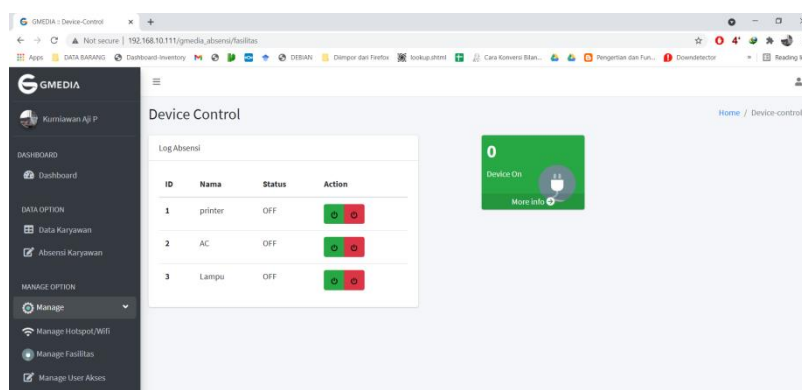 GMEDIA :: Device-Control
Not secure | 192.168.10.111/gmedia_absensi/fasilitas
Apps DATA BARANG Dashboard-Inventory DEBIAN Diimpor dari Firefox lookup.shtml Cara Konversi Bilan... Pengertian dan Fun... Downdetector Reading
GMEDIA
Kurniawan Aji P
Device Control
Home / Device-control
DASHBOARD
Dashboard
DATA OPTION
Data Karyawan
Absensi Karyawan
MANAGE OPTION
Manage
Manage Hotspot/Wifi
Manage Fasilitas
Manage User Akses
Log Absensi
ID Nama Status Action
1 printer OFF
2 AC OFF
3 Lampu OFF
0
Device On
More info